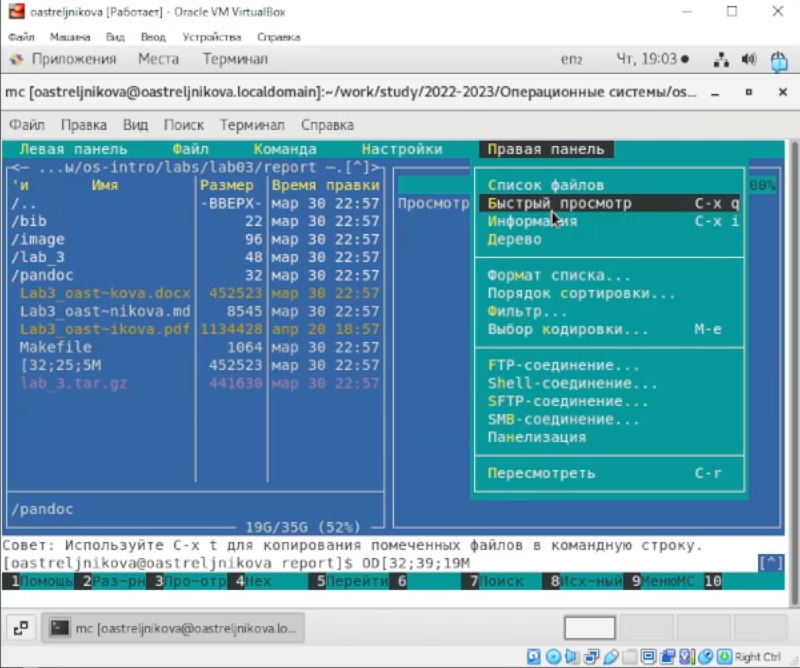 oastreljnikova [Работает] - Oracle VM VirtualBox
Файл Машина Вид Ввод Устройства Справка
Приложения Места Терминал en₂ Чт, 19:03
mc [oastreljnikova@oastreljnikova.localdomain]:~/work/study/2022-2023/Операционные системы/os...
Файл Правка Вид Поиск Терминал Справка
Левая панель Файл Команда Настройки Правая панель
<— ...ы/os-intro/labs/lab03/report —.[^]>
'и Имя Размер Время правки
/.. -ВВЕРХ- мар 30 22:57
/bib 22 мар 30 22:57
/image 96 мар 30 22:57
/lab_3 48 мар 30 22:57
/pandoc 32 мар 30 22:57
Lab3_oast~kova.docx 452523 мар 30 22:57
Lab3_oast~nikova.md 8545 мар 30 22:57
Lab3_oast~ikova.pdf 1134428 апр 20 18:57
Makefile 1064 мар 30 22:57
[32;25;5M 452523 мар 30 22:57
lab_3.tar.gz 441630 мар 30 22:57
/pandoc
19G/35G (52%)
Просмотр
00%
Список файлов
Быстрый просмотр C-x q
Информация C-x i
Дерево
Формат списка...
Порядок сортировки...
Фильтр...
Выбор кодировки... M-e
FTP-соединение...
Shell-соединение...
SFTP-соединение...
SMB-соединение...
Панелизация
Пересмотреть C-r
Совет: Используйте C-x t для копирования помеченных файлов в командную строку.
[oastreljnikova@oastreljnikova report]$ OD[32;39;19M [^]
1Помощь 2Раз~рн 3Про~отр 4Hex 5Перейти 6 7Поиск 8Исх~ный 9МенюMC 10
mc [oastreljnikova@oastreljnikova.lo...
Right Ctrl